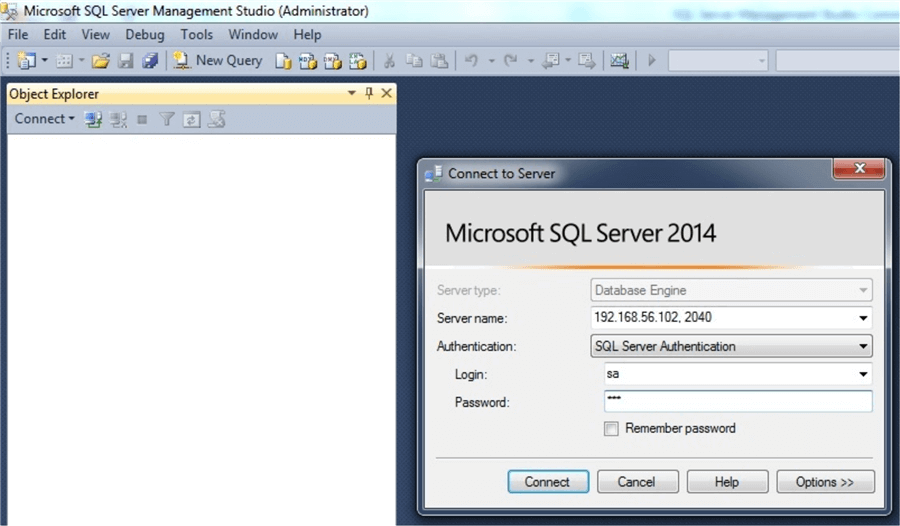 Microsoft SQL Server Management Studio (Administrator)
File Edit View Debug Tools Window Help
New Query
Object Explorer
Connect
Connect to Server
Microsoft SQL Server 2014
Server type: Database Engine
Server name: 192.168.56.102, 2040
Authentication: SQL Server Authentication
Login: sa
Password: ***
Remember password
Connect Cancel Help Options >>